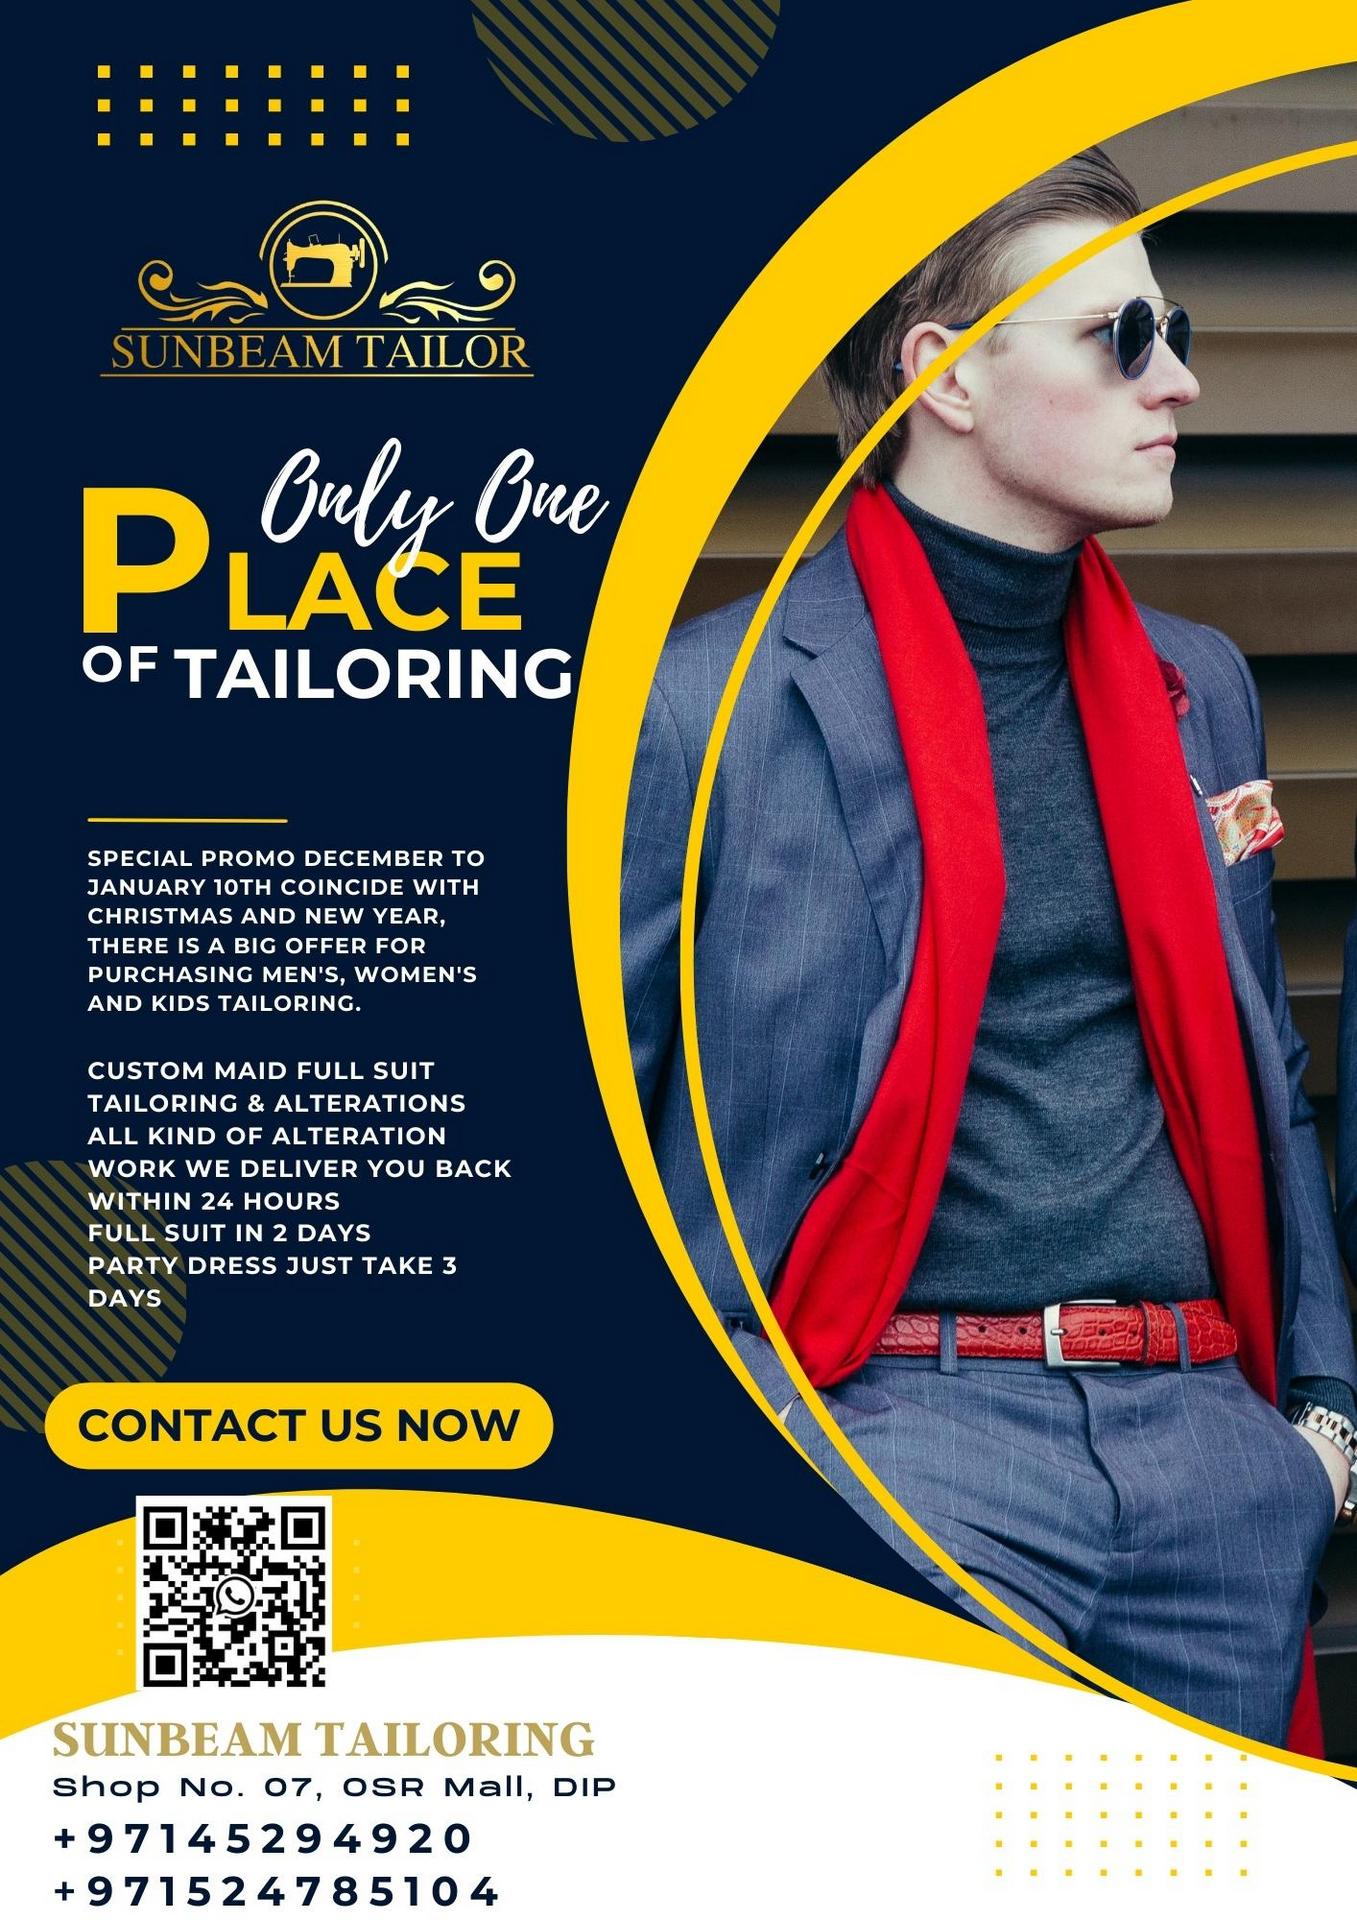 SUNBEAM TAILOR
Only One
PLACE
OF TAILORING
SPECIAL PROMO DECEMBER TO
JANUARY 10TH COINCIDE WITH
CHRISTMAS AND NEW YEAR,
THERE IS A BIG OFFER FOR
PURCHASING MEN'S, WOMEN'S
AND KIDS TAILORING.
CUSTOM MAID FULL SUIT
TAILORING & ALTERATIONS
ALL KIND OF ALTERATION
WORK WE DELIVER YOU BACK
WITHIN 24 HOURS
FULL SUIT IN 2 DAYS
PARTY DRESS JUST TAKE 3
DAYS
CONTACT US NOW
SUNBEAM TAILORING
Shop No. 07, OSR Mall, DIP
+97145294920
+971524785104